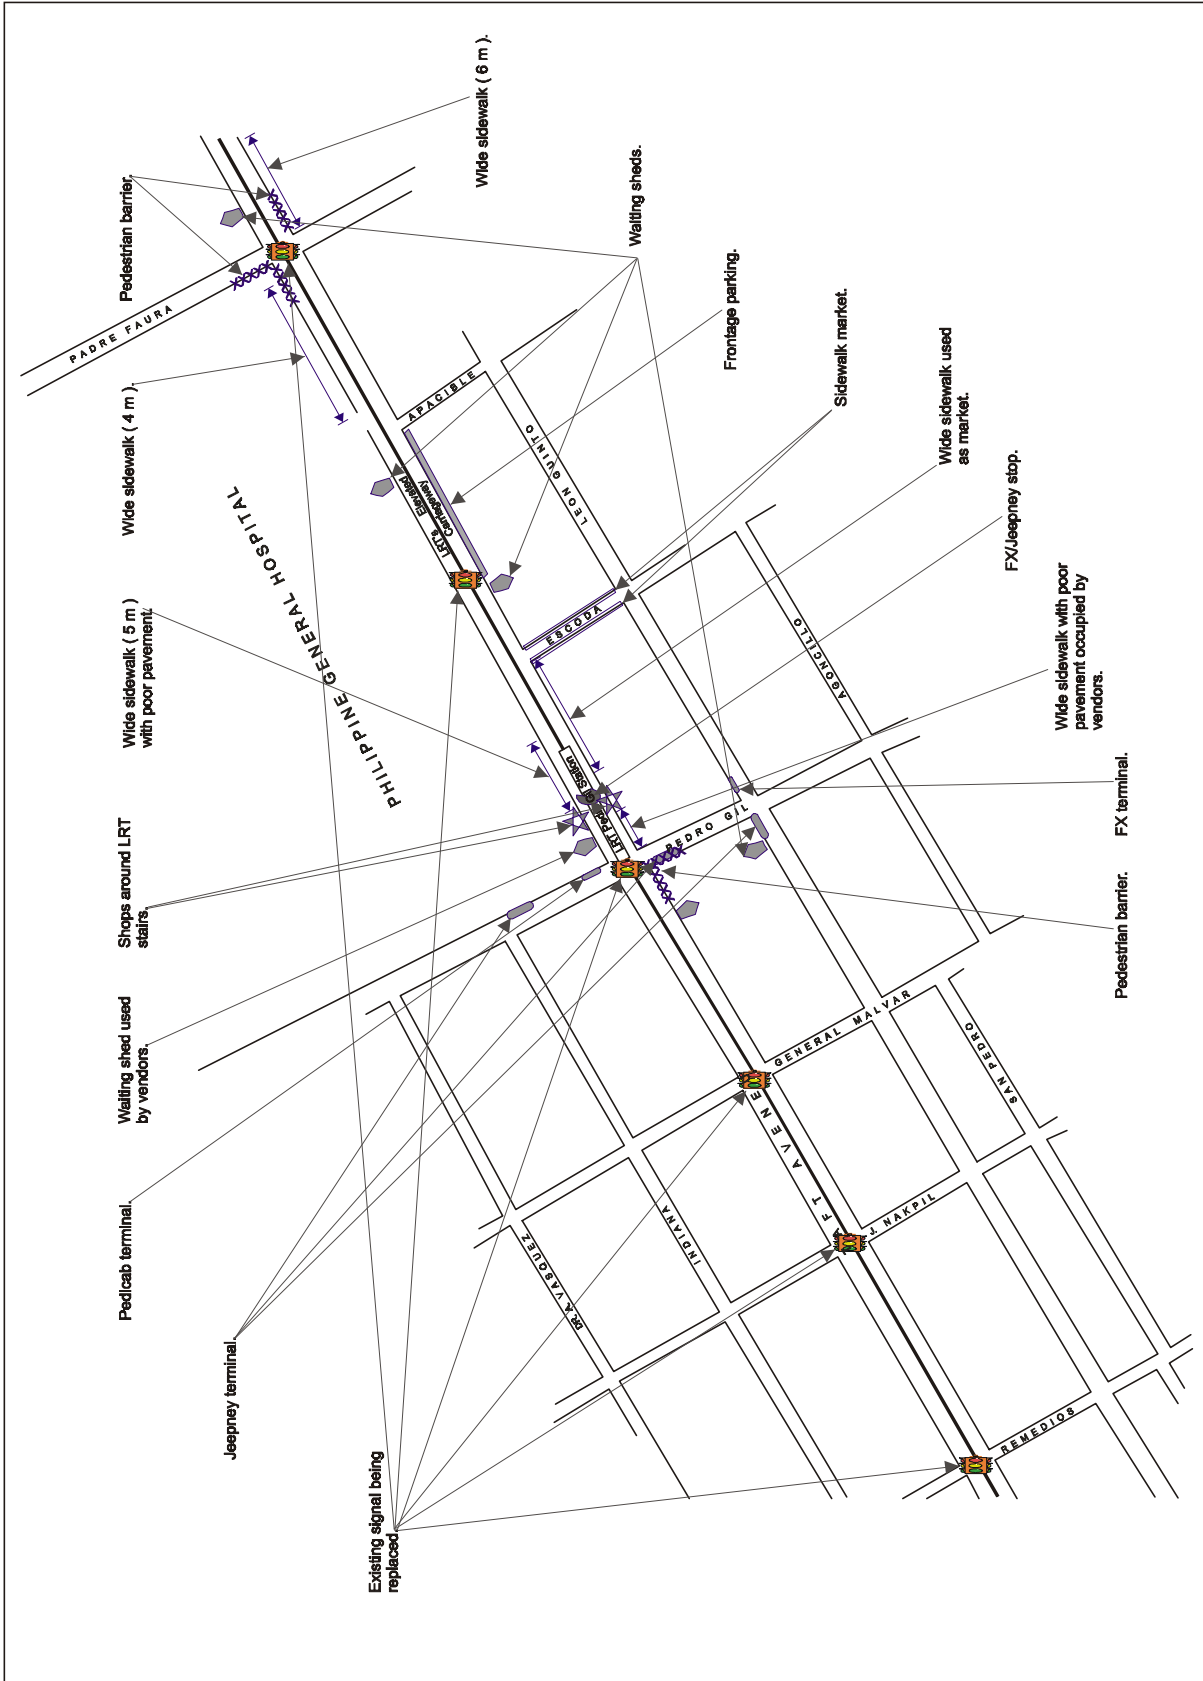 Pedestrian barrier.
Wide sidewalk ( 6 m ).
PADRE FAURA
Wide sidewalk ( 4 m ).
Waiting sheds.
Frontage parking.
Sidewalk market.
Wide sidewalk used
as market.
FX/Jeepney stop.
Wide sidewalk with poor
pavement occupied by
vendors.
FX terminal.
Pedestrian barrier.
Wide sidewalk ( 5 m )
with poor pavement.
PHILIPPINE GENERAL HOSPITAL
APACIBLE
LEON GUINTO
LRT's Elevated
Carriageway
ESCODA
AGONCILLO
Station
PEDRO GIL
Shops around LRT
stairs.
Waiting shed used
by vendors.
Pedicab terminal.
Jeepney terminal.
Existing signal being
replaced
GENERAL MALVAR
SAN PEDRO
AVENE
FT
J. NAKPIL
INDIANA
DR. A. VASQUEZ
REMEDIOS